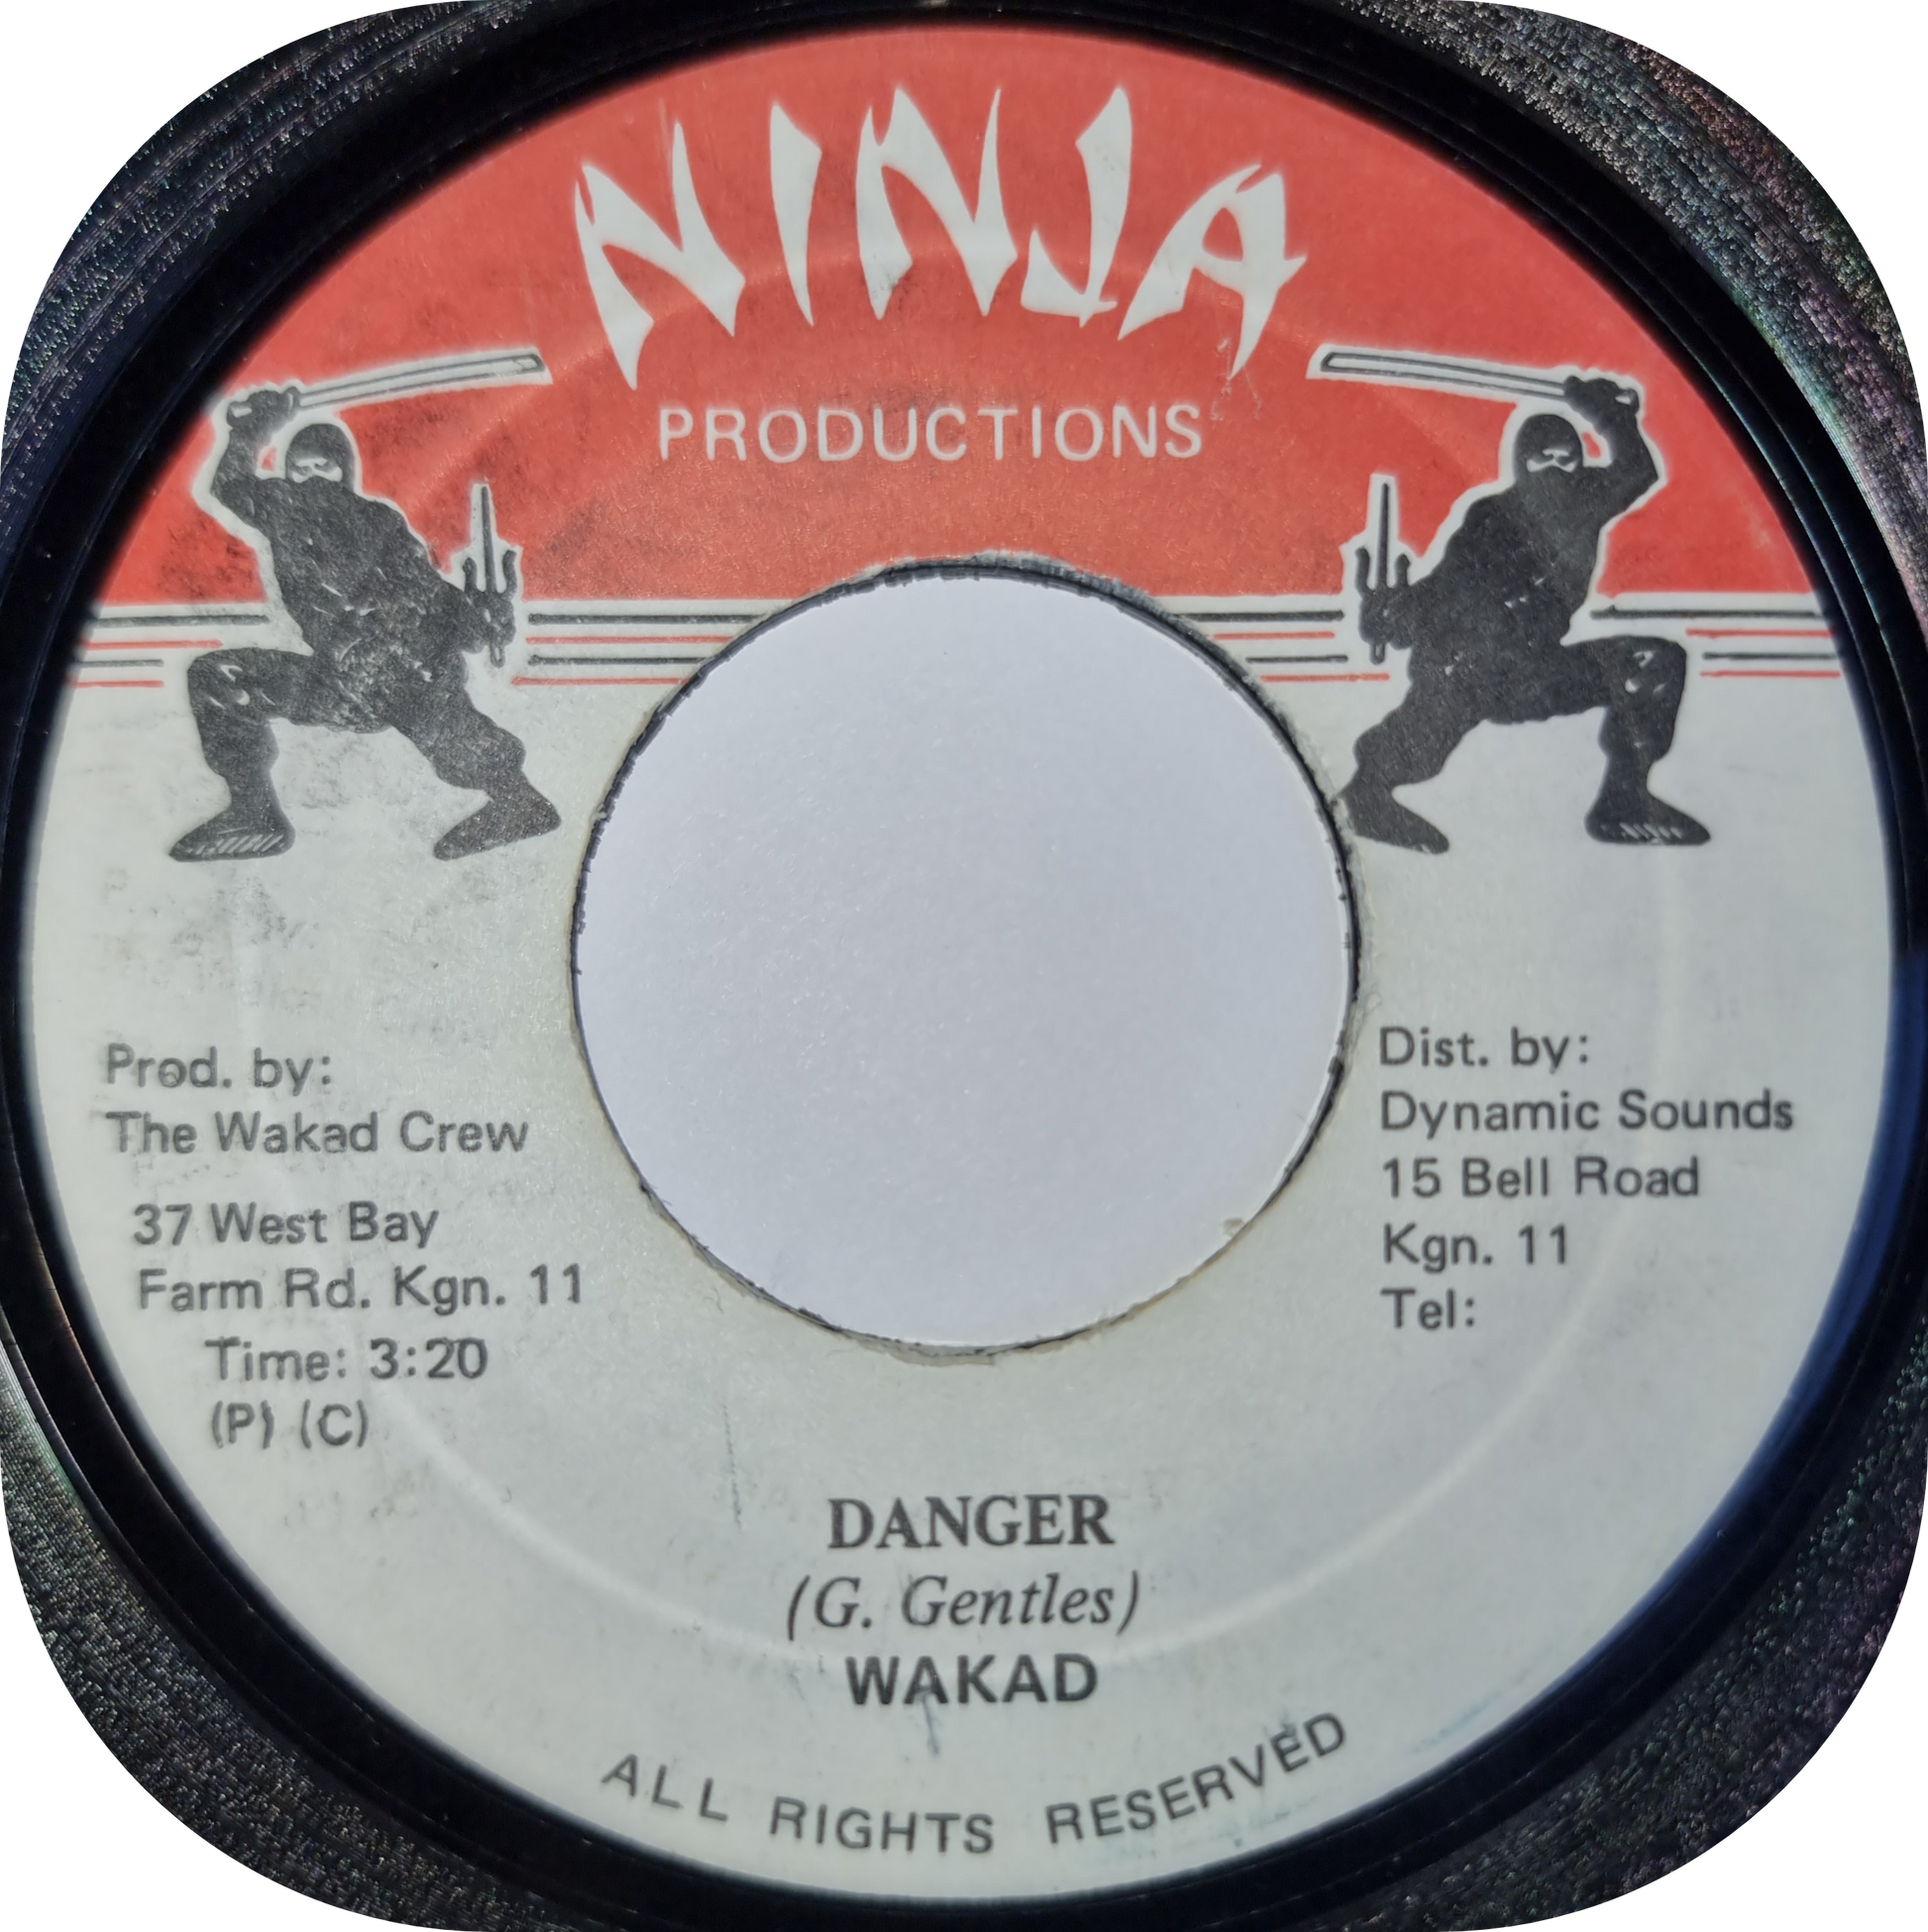 NINJA
PRODUCTIONS
Prod. by:
The Wakad Crew
37 West Bay
Farm Rd. Kgn. 11
Time: 3:20
(P) (C)
Dist. by:
Dynamic Sounds
15 Bell Road
Kgn. 11
Tel:
DANGER
(G. Gentles)
WAKAD
ALL RIGHTS RESERVED